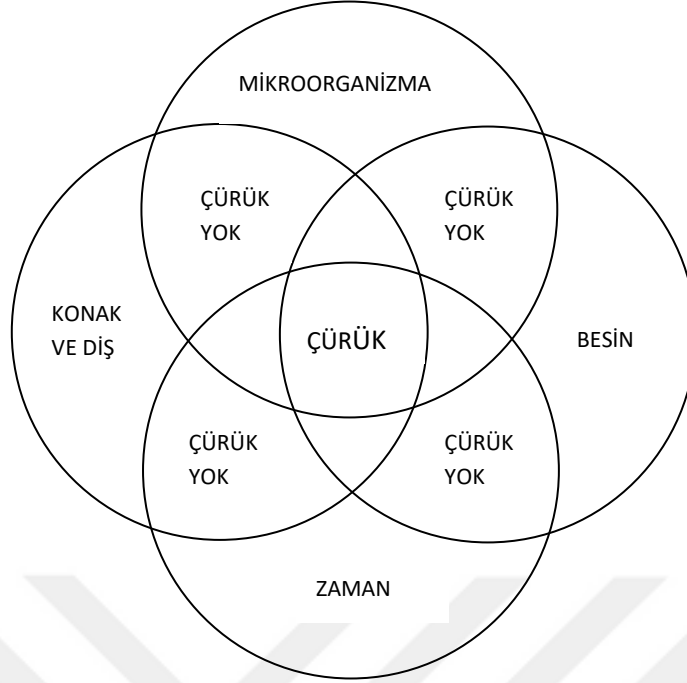 MİKROORGANİZMA
ÇÜRÜK
YOK
ÇÜRÜK
YOK
KONAK
VE DİŞ
ÇÜRÜK
BESİN
ÇÜRÜK
YOK
ÇÜRÜK
YOK
ZAMAN